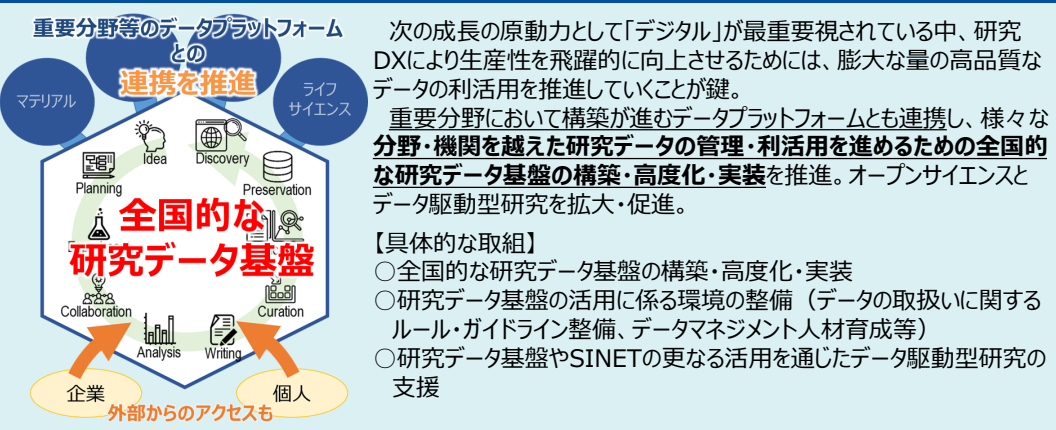 重要分野等のデータプラットフォーム
との
連携を推進
マテリアル
ライフ
サイエンス
Idea
Discovery
Planning
Preservation
全国的な
研究データ基盤
Collaboration
Curation
Analysis
Writing
企業
個人
外部からのアクセスも
次の成長の原動力として「デジタル」が最重要視されている中、研究
DXにより生産性を飛躍的に向上させるためには、膨大な量の高品質な
データの利活用を推進していくことが鍵。
重要分野において構築が進むデータプラットフォームとも連携し、様々な
分野・機関を越えた研究データの管理・利活用を進めるための全国的
な研究データ基盤の構築・高度化・実装を推進。オープンサイエンスと
データ駆動型研究を拡大・促進。
【具体的な取組】
○全国的な研究データ基盤の構築・高度化・実装
○研究データ基盤の活用に係る環境の整備（データの取扱いに関する
ルール・ガイドライン整備、データマネジメント人材育成等）
○研究データ基盤やSINETの更なる活用を通じたデータ駆動型研究の
支援